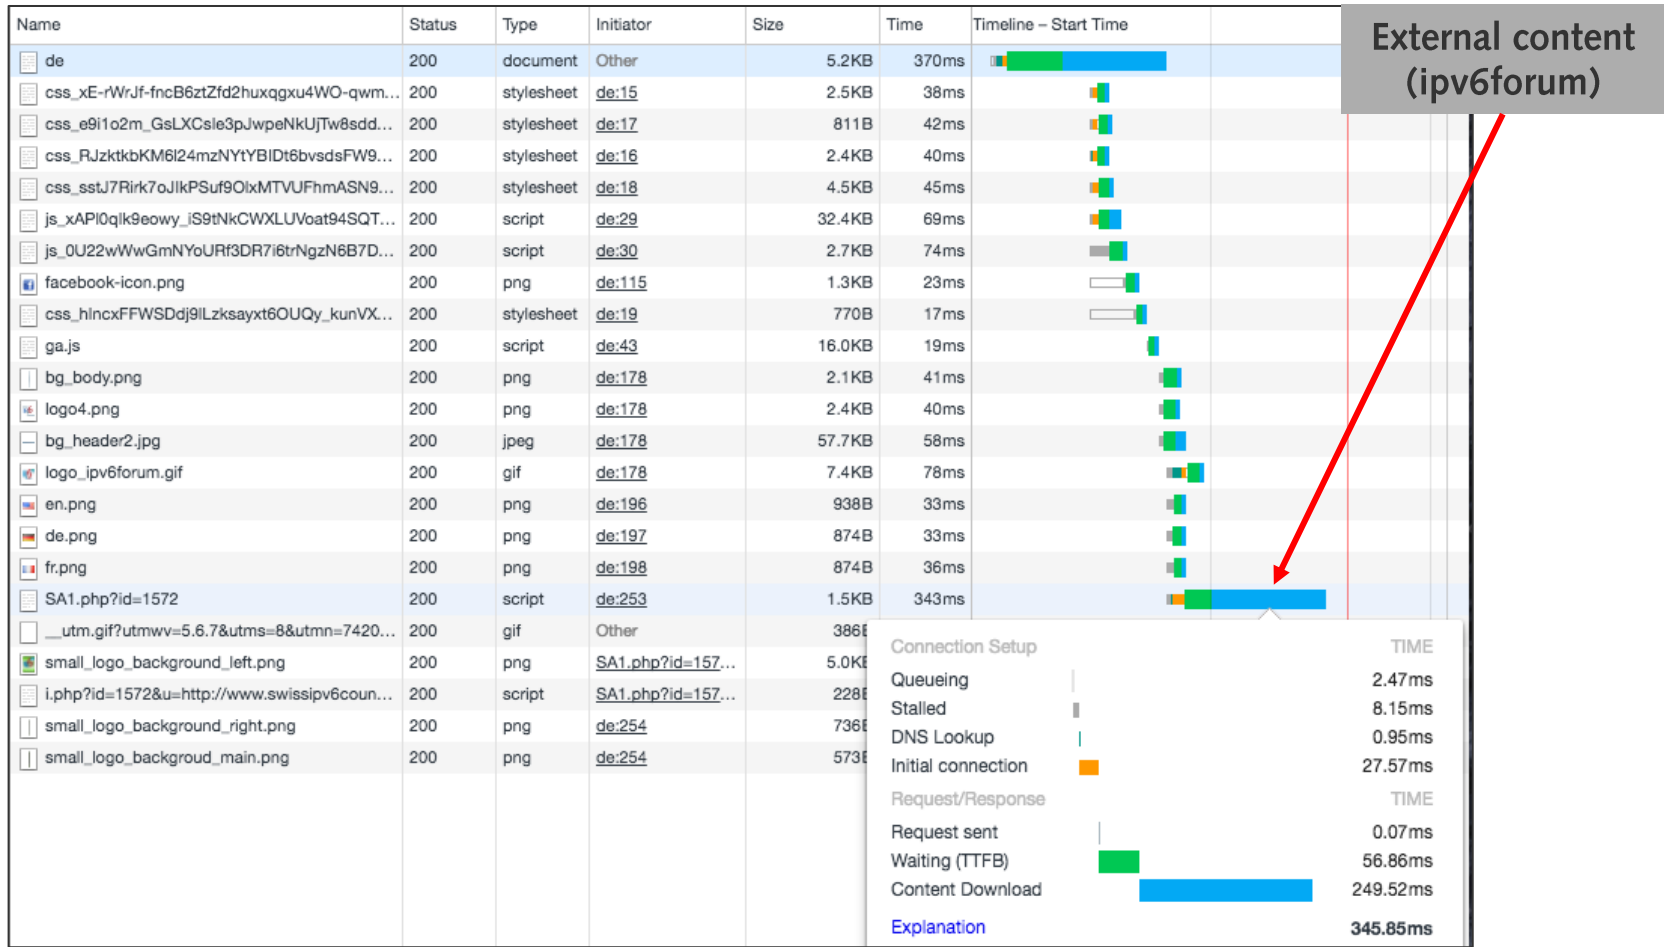 Name Status Type Initiator Size Time Timeline – Start Time
External content
(ipv6forum)
de 200 document Other 5.2KB 370ms
css_xE-rWrJf-fncB6ztZfd2huxqgxu4WO-qwm... 200 stylesheet de:15 2.5KB 38ms
css_e9i1o2m_GsLXCsle3pJwpeNkUjTw8sdd... 200 stylesheet de:17 811B 42ms
css_RJzktkbKM6l24mzNYtYBIDt6bvsdsFW9... 200 stylesheet de:16 2.4KB 40ms
css_sstJ7Rirk7oJlkPSuf9OlxMTVUFhmASN9... 200 stylesheet de:18 4.5KB 45ms
js_xAPl0qlk9eowy_iS9tNkCWXLUVoat94SQT... 200 script de:29 32.4KB 69ms
js_0U22wWwGmNYoURf3DR7i6trNgzN6B7D... 200 script de:30 2.7KB 74ms
facebook-icon.png 200 png de:115 1.3KB 23ms
css_hlncxFFWSDdj9lLzksayxt6OUQy_kunVX... 200 stylesheet de:19 770B 17ms
ga.js 200 script de:43 16.0KB 19ms
bg_body.png 200 png de:178 2.1KB 41ms
logo4.png 200 png de:178 2.4KB 40ms
bg_header2.jpg 200 jpeg de:178 57.7KB 58ms
logo_ipv6forum.gif 200 gif de:178 7.4KB 78ms
en.png 200 png de:196 938B 33ms
de.png 200 png de:197 874B 33ms
fr.png 200 png de:198 874B 36ms
SA1.php?id=1572 200 script de:253 1.5KB 343ms
__utm.gif?utmwv=5.6.7&utms=8&utmn=7420... 200 gif Other 386B
small_logo_background_left.png 200 png SA1.php?id=157... 5.0KB
i.php?id=1572&u=http://www.swissipv6coun... 200 script SA1.php?id=157... 228B
small_logo_background_right.png 200 png de:254 736B
small_logo_backgroud_main.png 200 png de:254 573B
Connection Setup TIME
Queueing 2.47ms
Stalled 8.15ms
DNS Lookup 0.95ms
Initial connection 27.57ms
Request/Response TIME
Request sent 0.07ms
Waiting (TTFB) 56.86ms
Content Download 249.52ms
Explanation 345.85ms